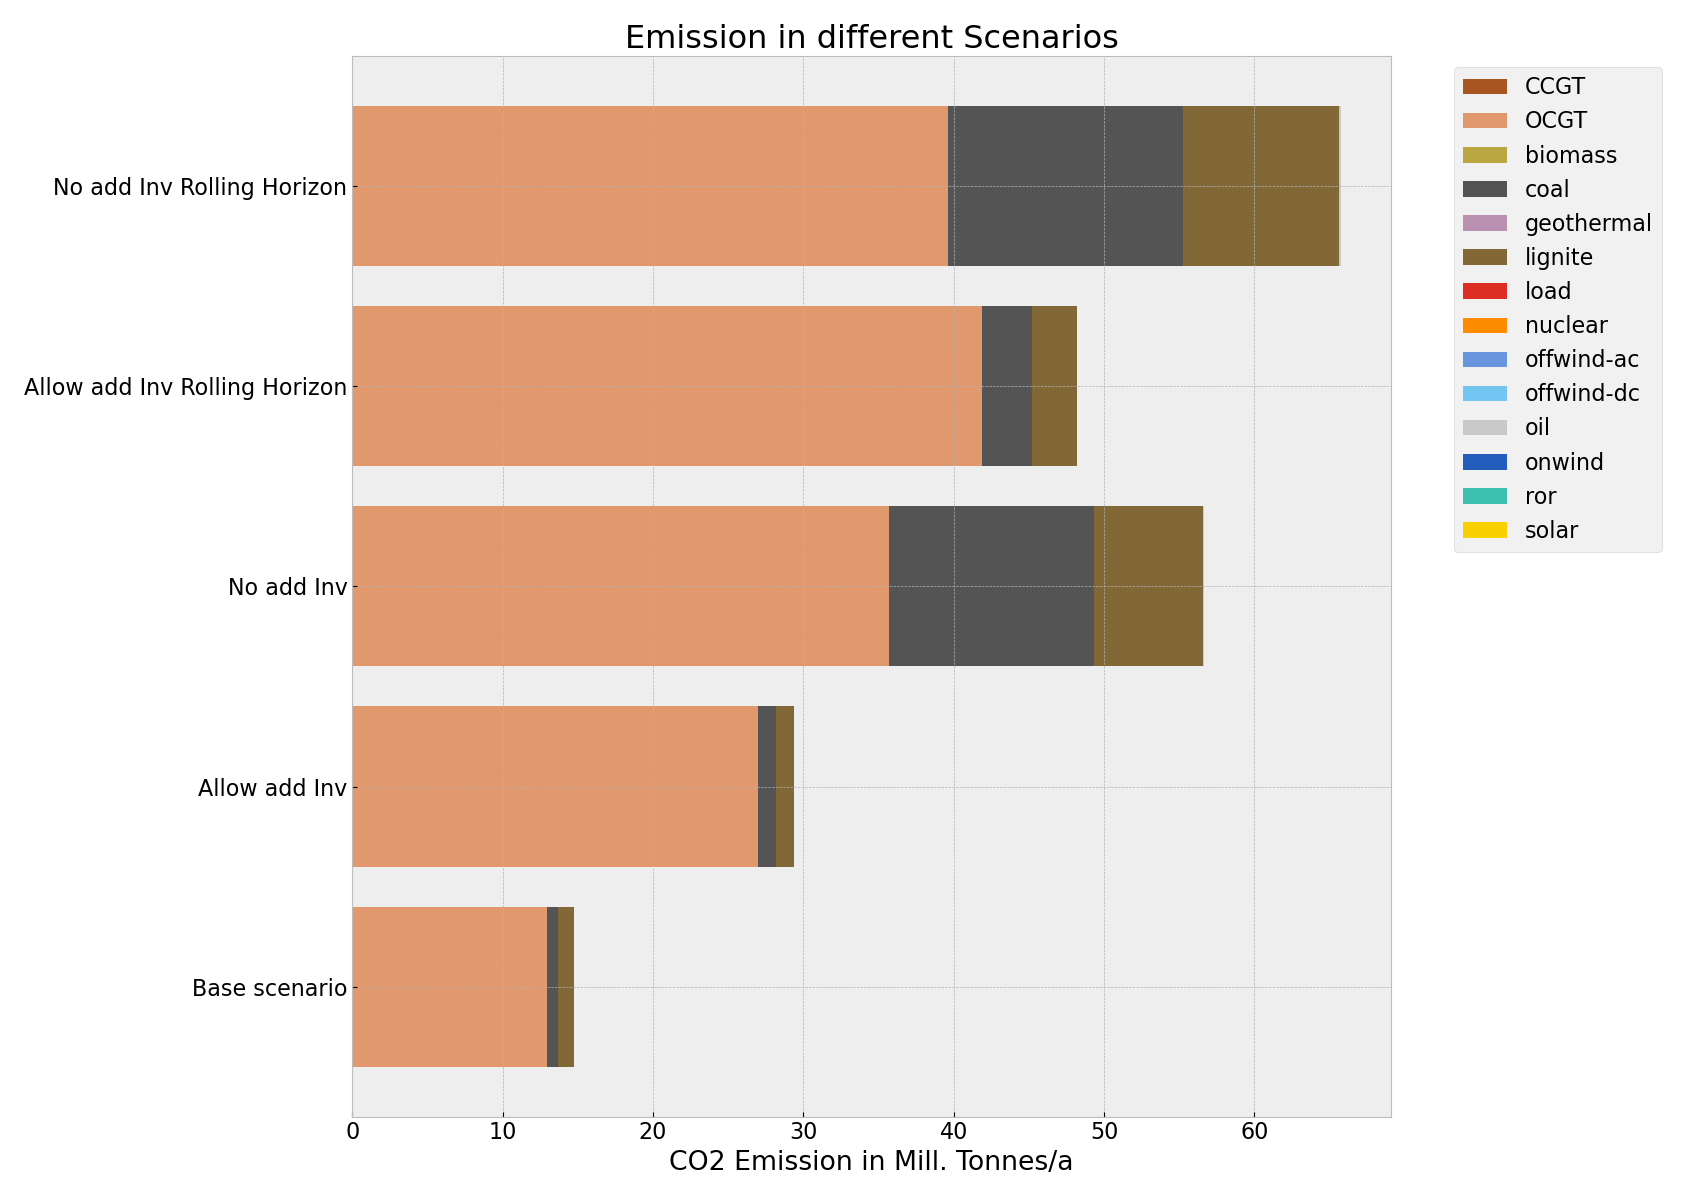 Emission in different Scenarios
No add Inv Rolling Horizon
Allow add Inv Rolling Horizon
No add Inv
Allow add Inv
Base scenario
0 10 20 30 40 50 60
CO2 Emission in Mill. Tonnes/a
CCGT
OCGT
biomass
coal
geothermal
lignite
load
nuclear
offwind-ac
offwind-dc
oil
onwind
ror
solar